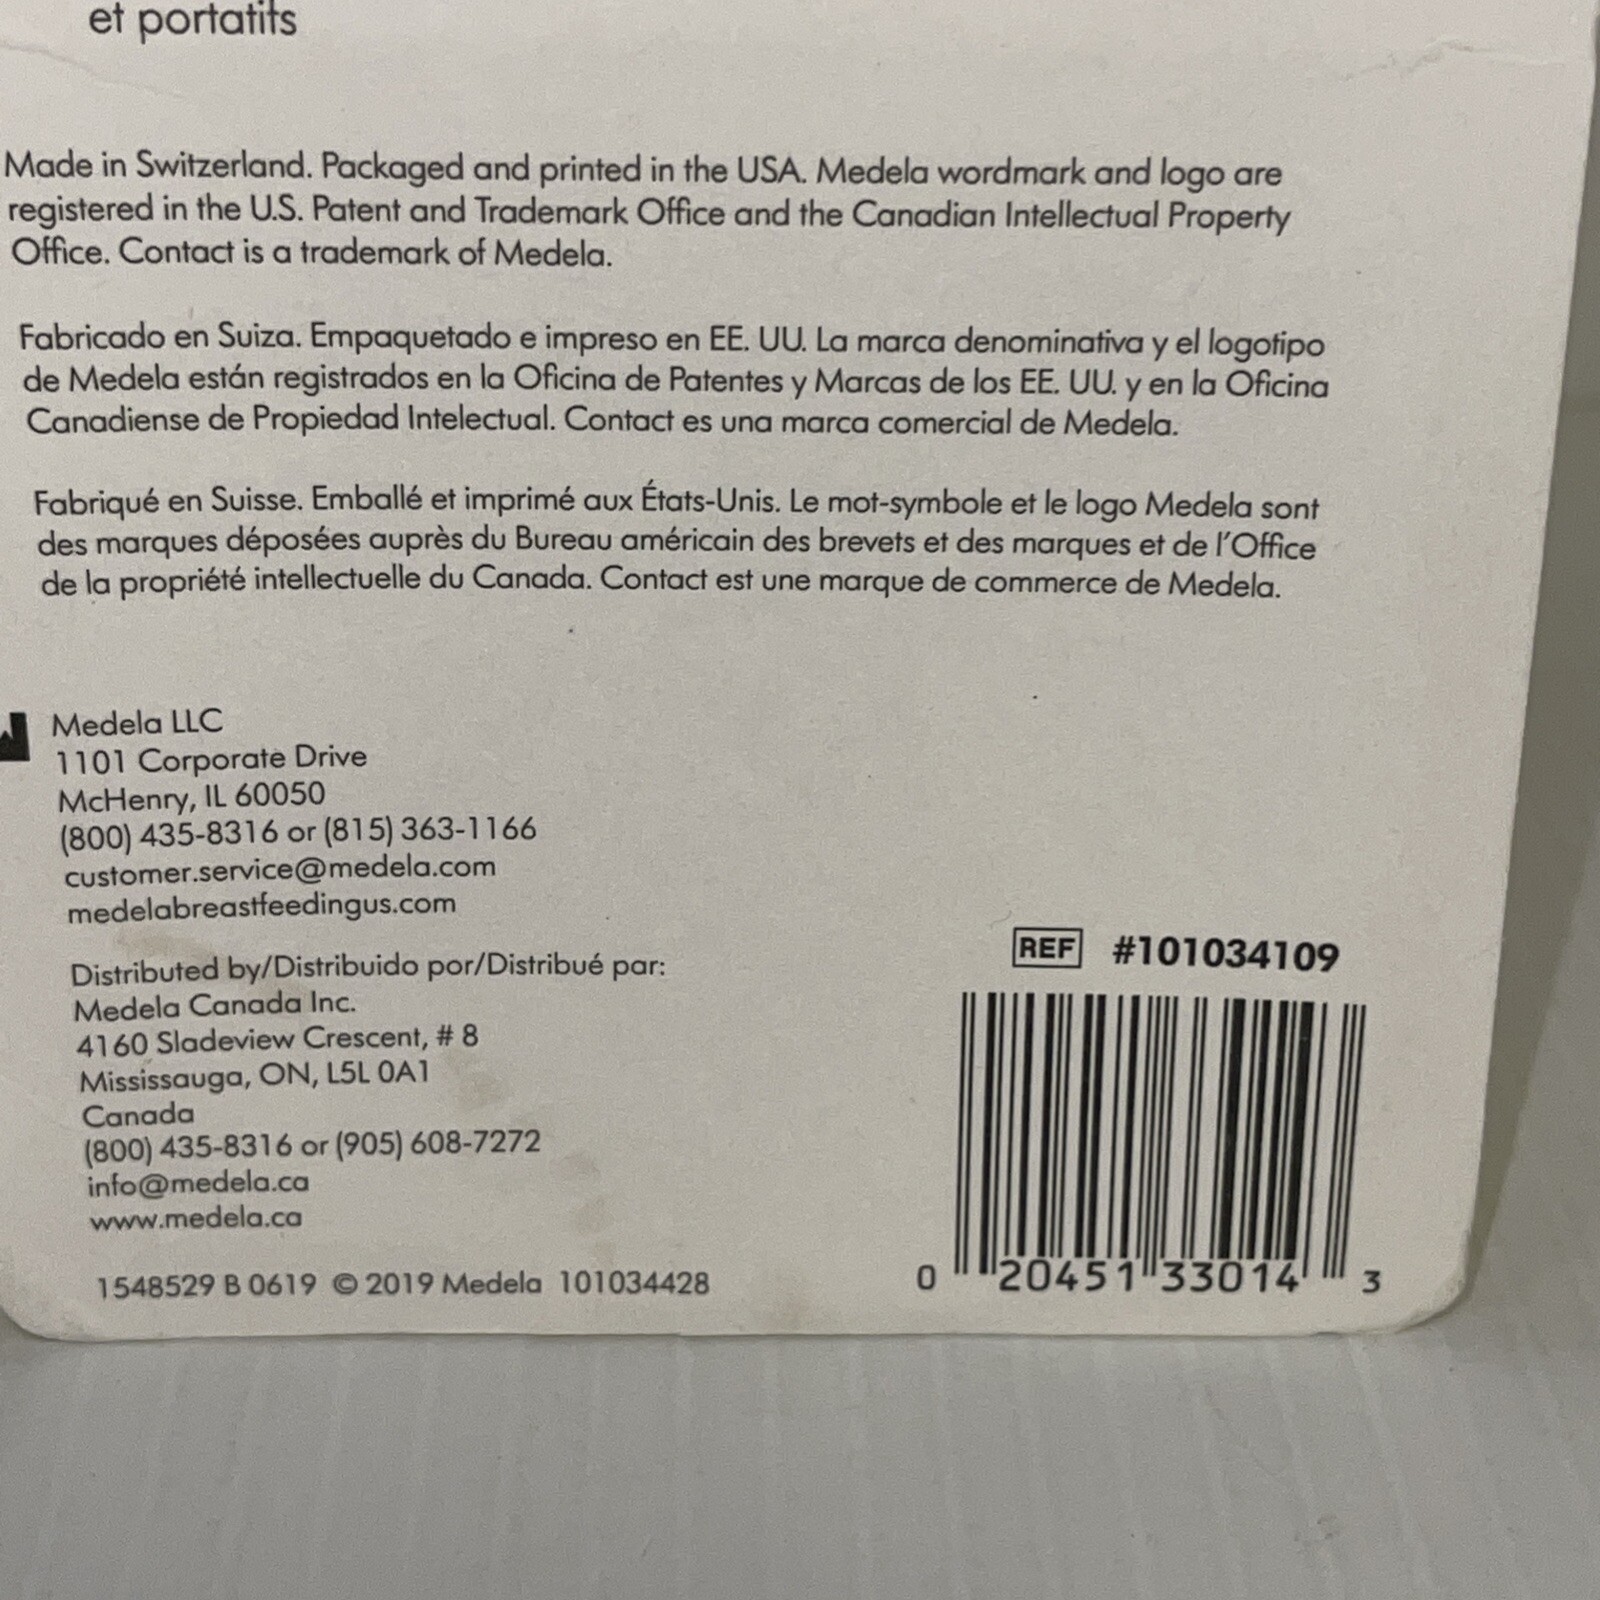 et portatifs
Made in Switzerland. Packaged and printed in the USA. Medela wordmark and logo are
registered in the U.S. Patent and Trademark Office and the Canadian Intellectual Property
Office. Contact is a trademark of Medela.
Fabricado en Suiza. Empaquetado e impreso en EE. UU. La marca denominativa y el logotipo
de Medela están registrados en la Oficina de Patentes y Marcas de los EE. UU. y en la Oficina
Canadiense de Propiedad Intelectual. Contact es una marca comercial de Medela.
Fabriqué en Suisse. Emballé et imprimé aux États-Unis. Le mot-symbole et le logo Medela sont
des marques déposées auprès du Bureau américain des brevets et des marques et de l'Office
de la propriété intellectuelle du Canada. Contact est une marque de commerce de Medela.
Medela LLC
1101 Corporate Drive
McHenry, IL 60050
(800) 435-8316 or (815) 363-1166
customer.service@medela.com
medelabreastfeedingus.com
Distributed by/Distribuido por/Distribué par:
Medela Canada Inc.
4160 Sladeview Crescent, # 8
Mississauga, ON, L5L 0A1
Canada
(800) 435-8316 or (905) 608-7272
info@medela.ca
www.medela.ca
1548529 B 0619 © 2019 Medela 101034428
REF #101034109
0 20451 33014 3